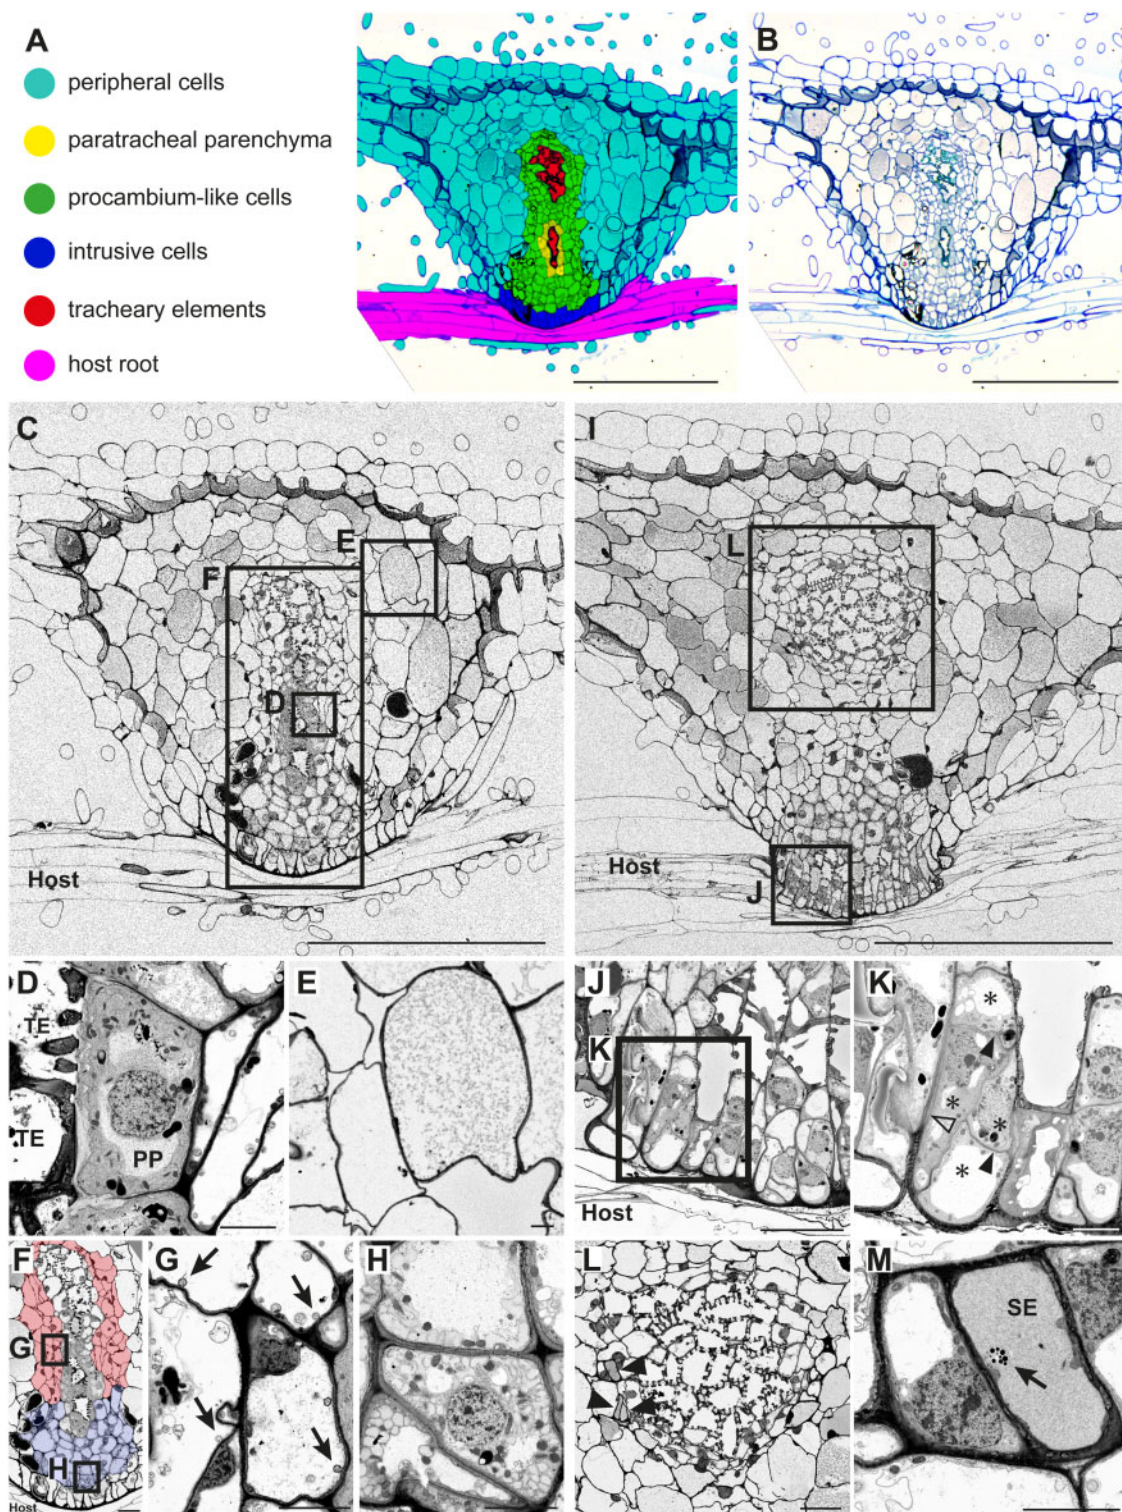 A
peripheral cells
paratracheal parenchyma
procambium-like cells
intrusive cells
tracheary elements
host root
B
C
E
F
D
Host
I
L
Host
J
D
TE
TE
PP
E
J
K
Host
K
*
*
*
*
F
G
H
Host
G
H
L
M
SE